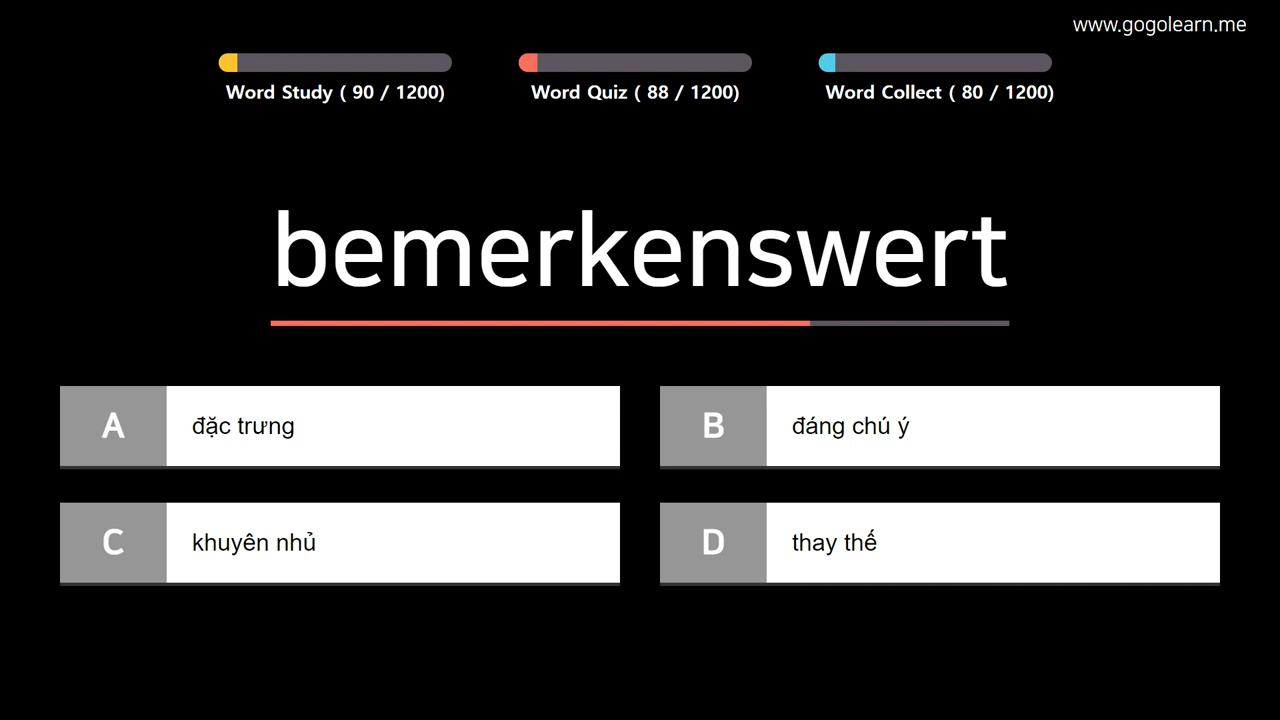 www.gogolearn.me
Word Study ( 90 / 1200)
Word Quiz ( 88 / 1200)
Word Collect ( 80 / 1200)
bemerkenswert
A đặc trưng
B đáng chú ý
C khuyên nhủ
D thay thế